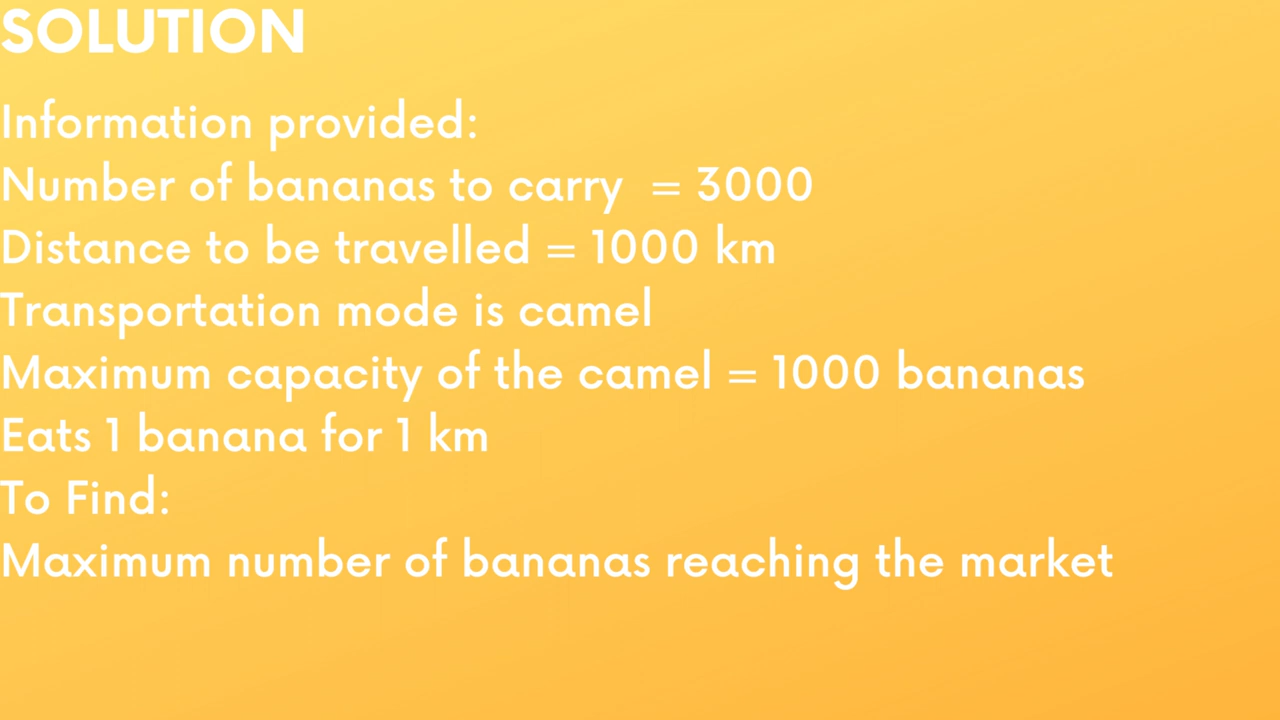 SOLUTION
Information provided:
Number of bananas to carry  = 3000
Distance to be travelled = 1000 km
Transportation mode is camel
Maximum capacity of the camel = 1000 bananas
Eats 1 banana for 1 km
To Find:
Maximum number of bananas reaching the market